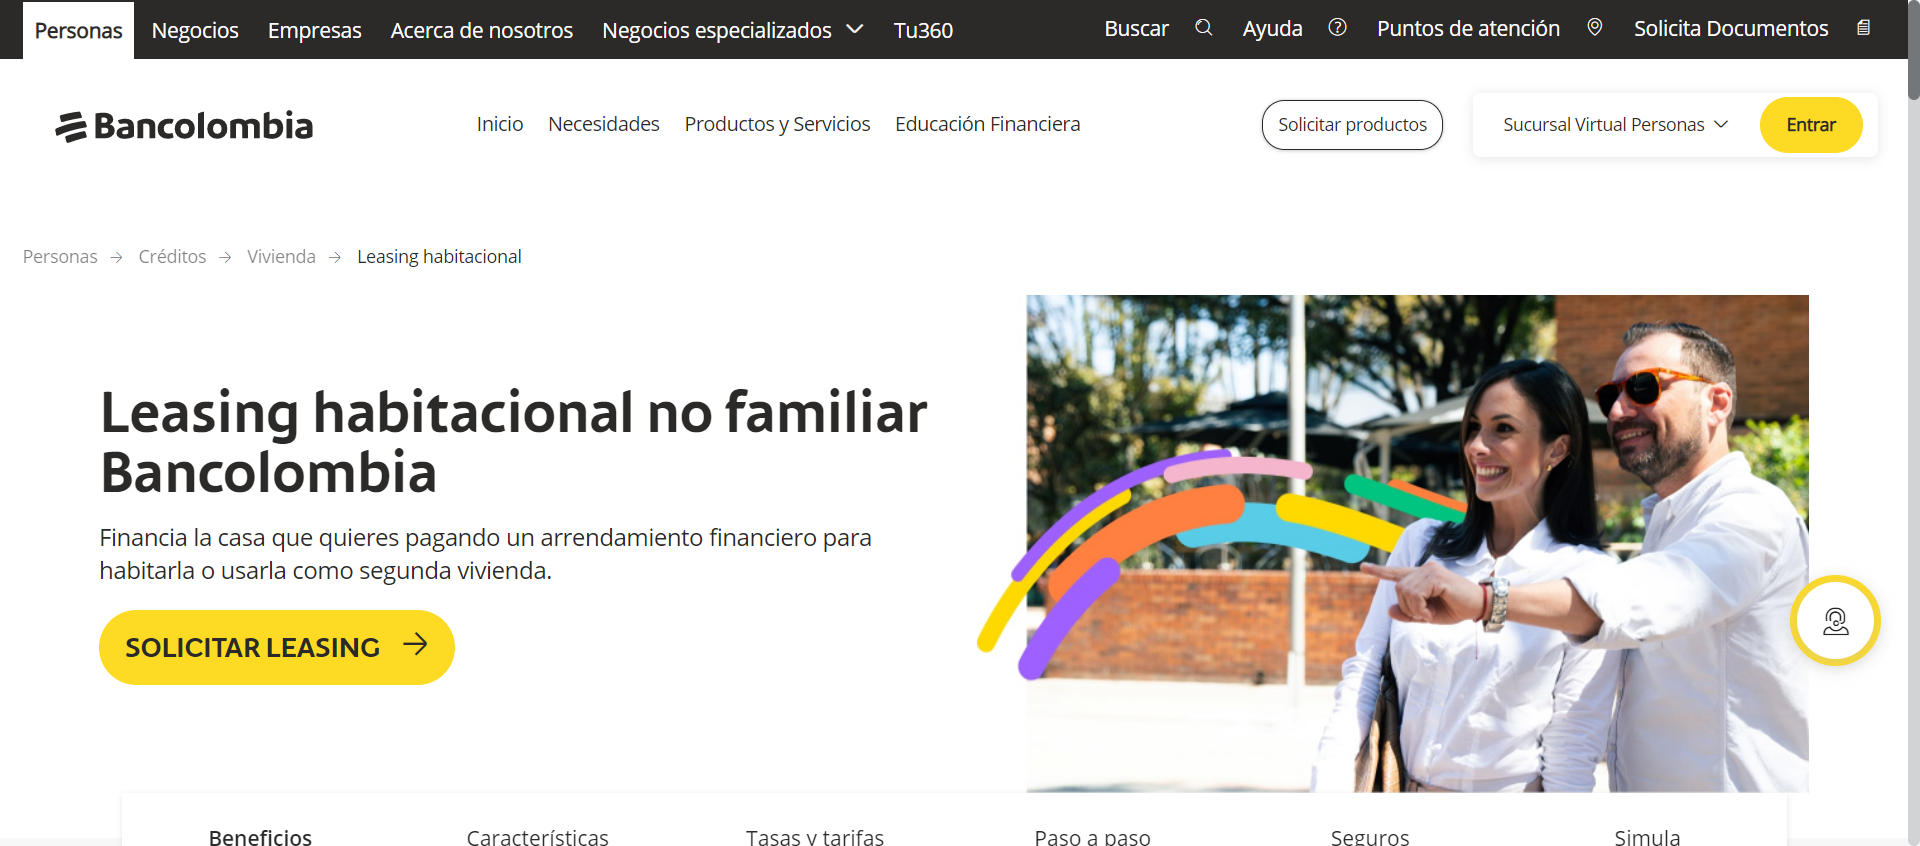 Personas Negocios Empresas Acerca de nosotros Negocios especializados Tu360 Buscar Ayuda Puntos de atención Solicita Documentos
Bancolombia Inicio Necesidades Productos y Servicios Educación Financiera Solicitar productos Sucursal Virtual Personas Entrar
Personas → Créditos → Vivienda → Leasing habitacional
Leasing habitacional no familiar
Bancolombia
Financia la casa que quieres pagando un arrendamiento financiero para
habitarla o usarla como segunda vivienda.
SOLICITAR LEASING →
Beneficios Características Tasas y tarifas Paso a paso Seguros Simula